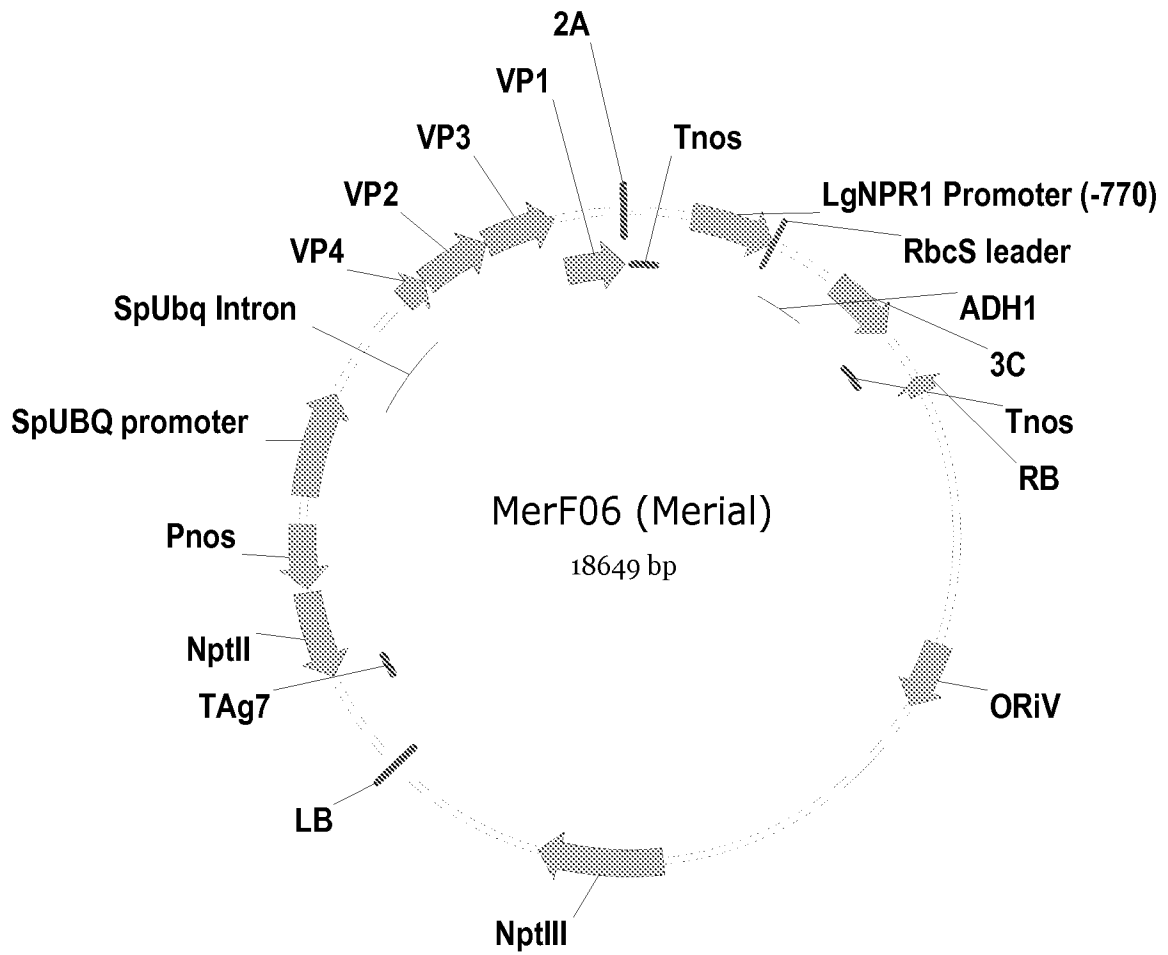 2A
VP1
VP3
Tnos
VP2
LgNPR1 Promoter (-770)
VP4
RbcS leader
SpUbq Intron
ADH1
3C
SpUBQ promoter
Tnos
RB
MerF06 (Merial)
18649 bp
Pnos
NptII
TAg7
ORiV
LB
NptIII